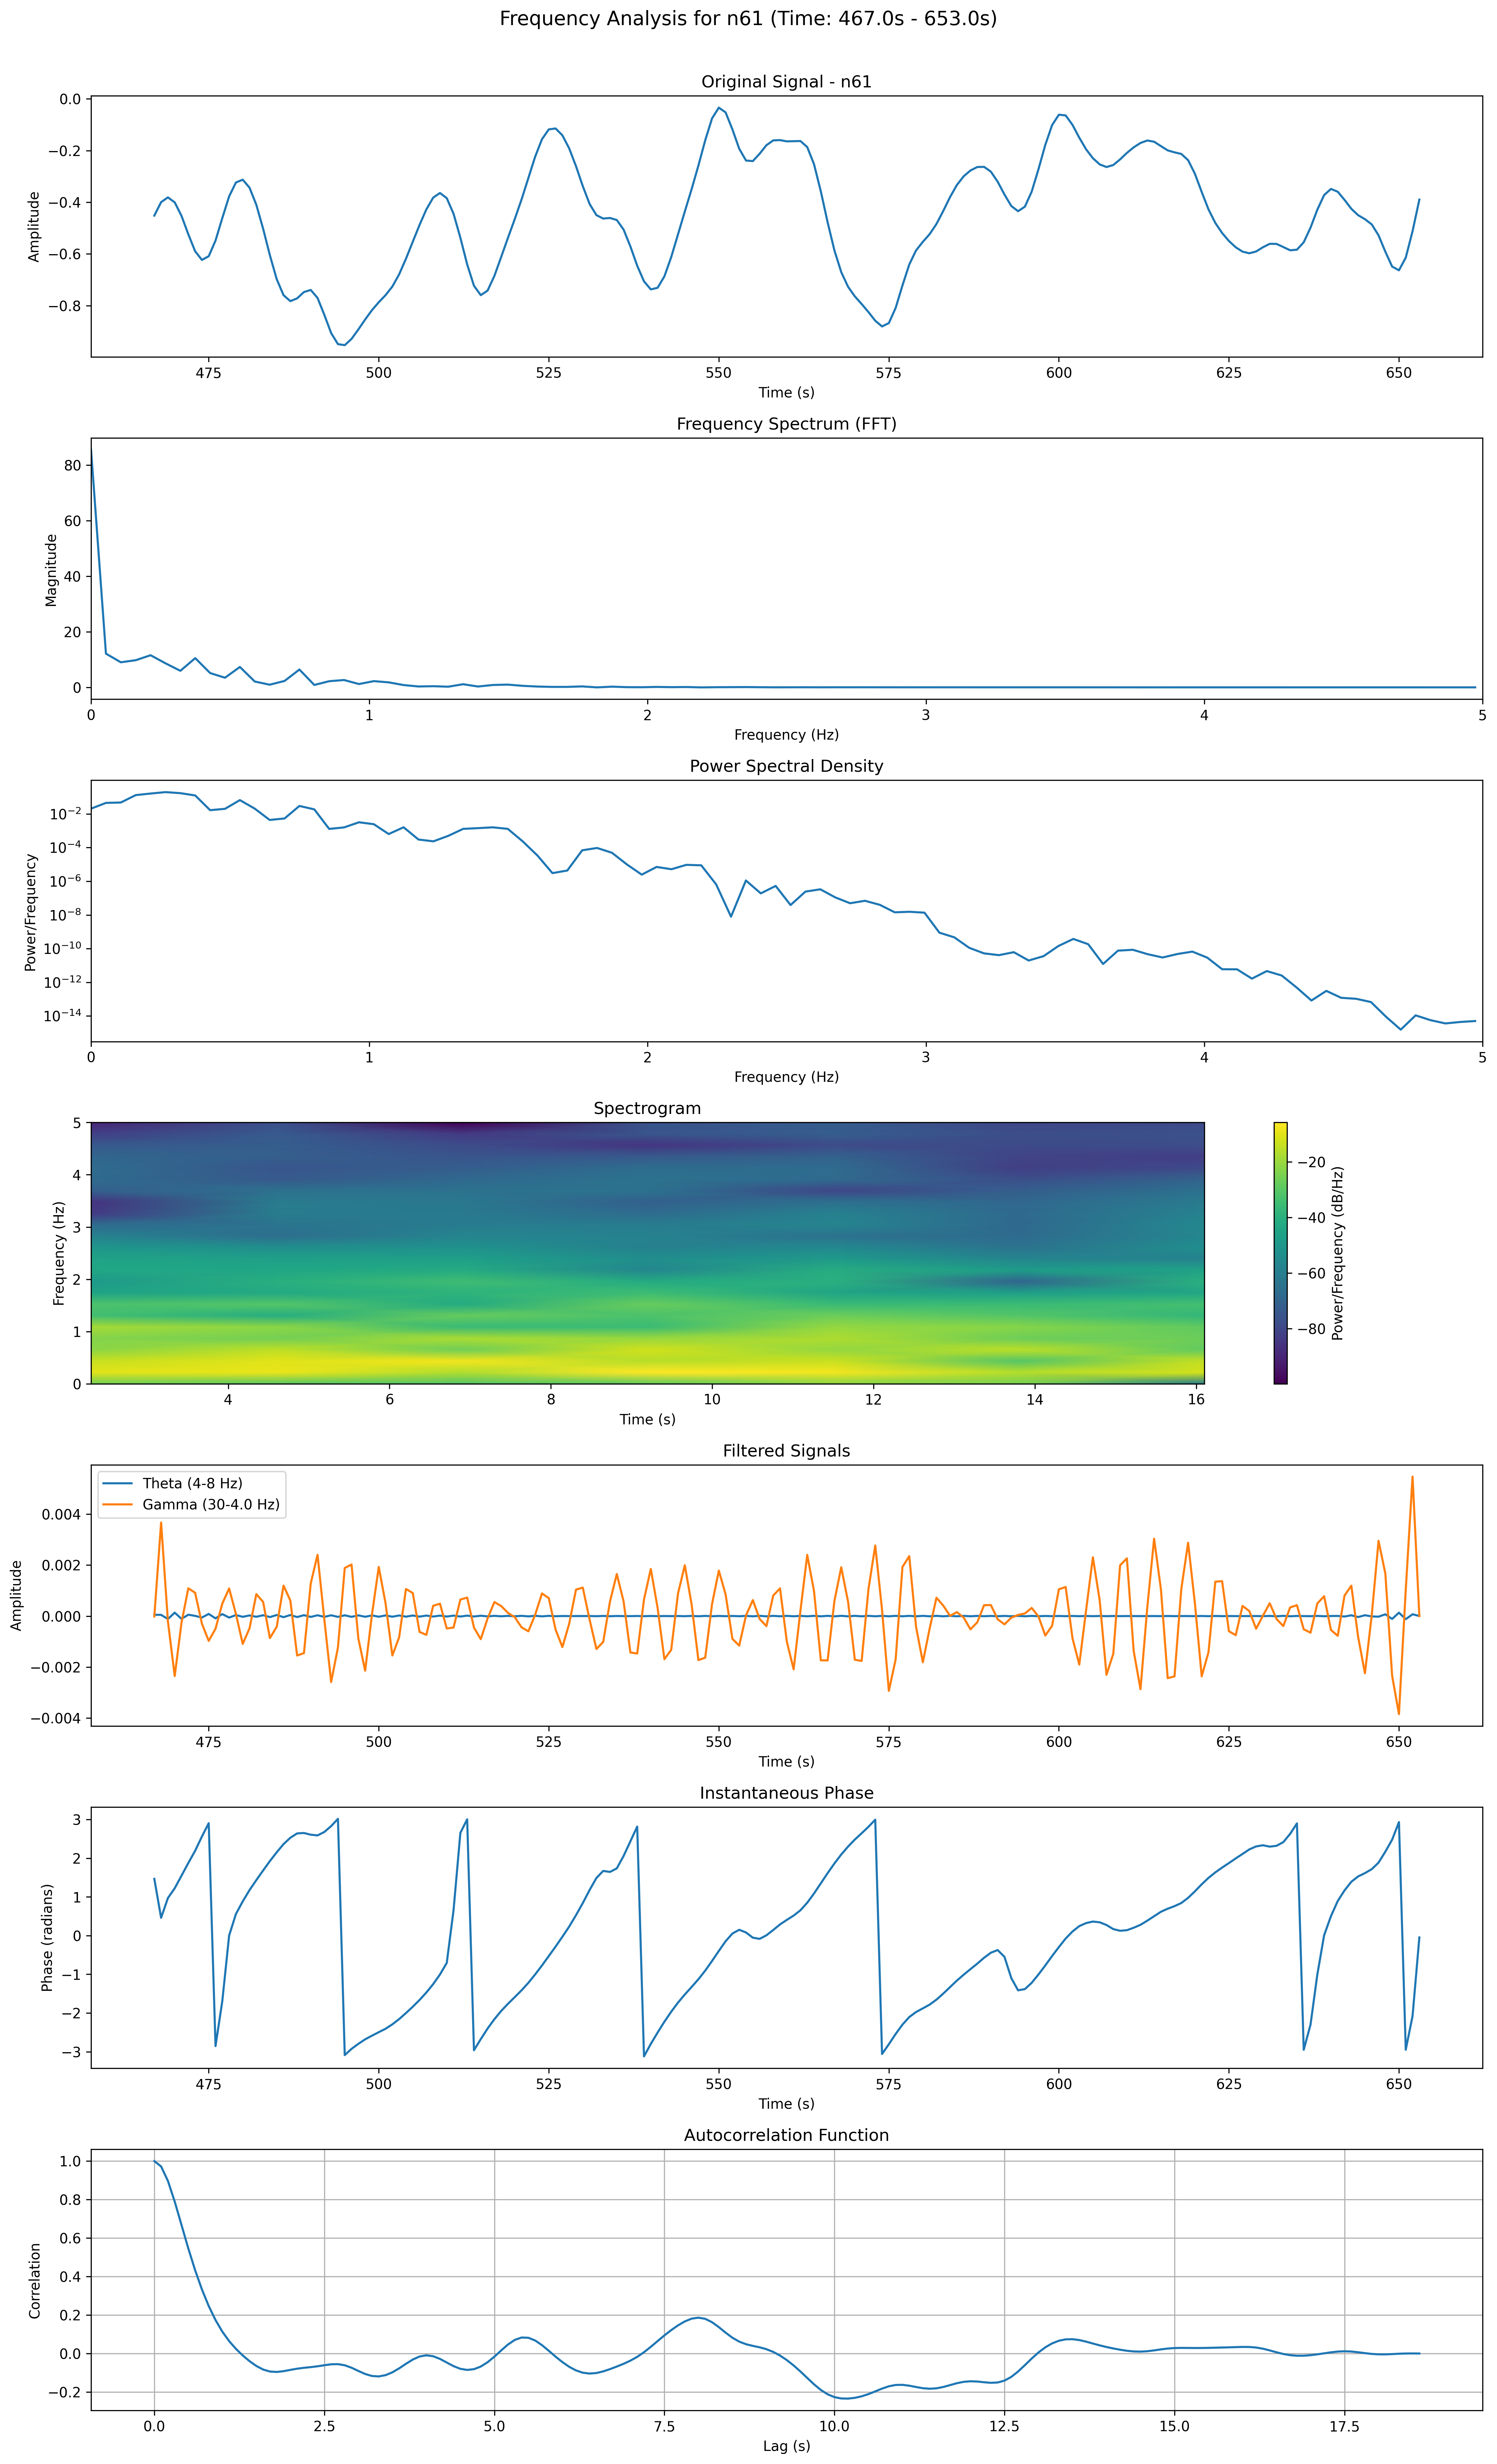 Frequency Analysis for n61 (Time: 467.0s - 653.0s)
Original Signal - n61
0.0
−0.2
−0.4
−0.6
−0.8
Amplitude
475 500 525 550 575 600 625 650
Time (s)
Frequency Spectrum (FFT)
80
60
40
20
0
Magnitude
0 1 2 3 4 5
Frequency (Hz)
Power Spectral Density
10⁻²
10⁻⁴
10⁻⁶
10⁻⁸
10⁻¹⁰
10⁻¹²
10⁻¹⁴
Power/Frequency
0 1 2 3 4 5
Frequency (Hz)
Spectrogram
5
4
3
2
1
0
Frequency (Hz)
4 6 8 10 12 14 16
Time (s)
−20
−40
−60
−80
Power/Frequency (dB/Hz)
Filtered Signals
Theta (4-8 Hz)
Gamma (30-4.0 Hz)
0.004
0.002
0.000
−0.002
−0.004
Amplitude
475 500 525 550 575 600 625 650
Time (s)
Instantaneous Phase
3
2
1
0
−1
−2
−3
Phase (radians)
475 500 525 550 575 600 625 650
Time (s)
Autocorrelation Function
1.0
0.8
0.6
0.4
0.2
0.0
−0.2
Correlation
0.0 2.5 5.0 7.5 10.0 12.5 15.0 17.5
Lag (s)